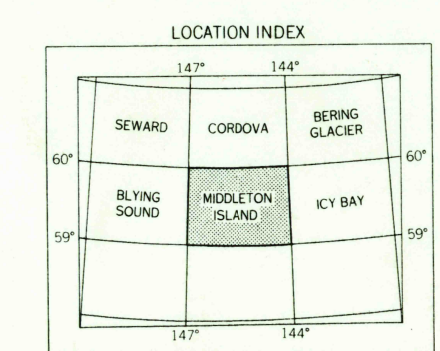 LOCATION INDEX
147° 144°
SEWARD CORDOVA BERING GLACIER
60° 60°
BLYING SOUND MIDDLETON ISLAND ICY BAY
59° 59°
147° 144°